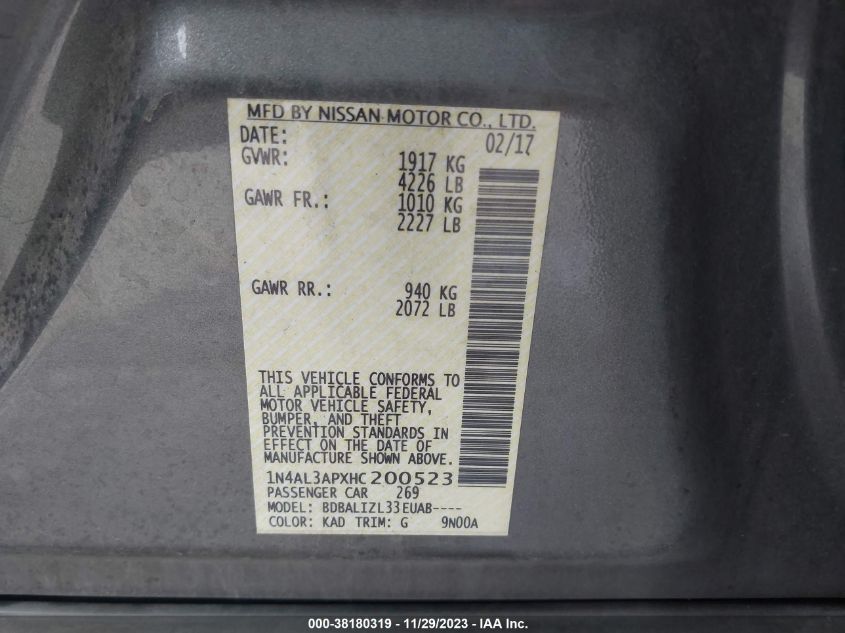 MFD BY NISSAN MOTOR CO., LTD.
DATE: 02/17
GVWR: 1917 KG
4226 LB
GAWR FR.: 1010 KG
2227 LB
GAWR RR.: 940 KG
2072 LB
THIS VEHICLE CONFORMS TO
ALL APPLICABLE FEDERAL
MOTOR VEHICLE SAFETY,
BUMPER, AND THEFT
PREVENTION STANDARDS IN
EFFECT ON THE DATE OF
MANUFACTURE SHOWN ABOVE.
1N4AL3APXHC200523
PASSENGER CAR 269
MODEL: BDBALIZL33EUAB----
COLOR: KAD TRIM: G 9N00A
000-38180319 — 11/29/2023 — IAA Inc.